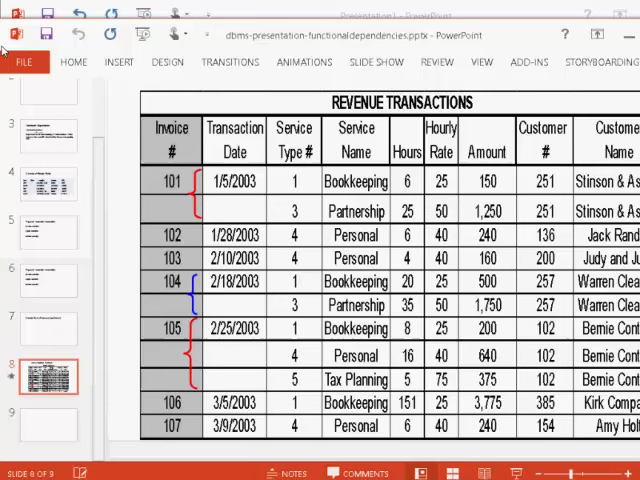 Presentation1 - PowerPoint
dbms-presentation-functionaldependencies.pptx - PowerPoint
?
FILE HOME INSERT DESIGN TRANSITIONS ANIMATIONS SLIDE SHOW REVIEW VIEW ADD-INS STORYBOARDING
REVENUE TRANSACTIONS
Invoice # Transaction Date Service Type # Service Name Hours Hourly Rate Amount Customer # Custome Name
101 1/5/2003 1 Bookkeeping 6 25 150 251 Stinson & As
3 Partnership 25 50 1,250 251 Stinson & As
102 1/28/2003 4 Personal 6 40 240 136 Jack Rand
103 2/10/2003 4 Personal 4 40 160 200 Judy and Ju
104 2/18/2003 1 Bookkeeping 20 25 500 257 Warren Clea
3 Partnership 35 50 1,750 257 Warren Clea
105 2/25/2003 1 Bookkeeping 8 25 200 102 Bernie Cont
4 Personal 16 40 640 102 Bernie Cont
5 Tax Planning 5 75 375 102 Bernie Cont
106 3/5/2003 1 Bookkeeping 151 25 3,775 385 Kirk Compa
107 3/9/2003 4 Personal 6 40 240 154 Amy Hol
2
3
4
5
6
7
8
9
SLIDE 8 OF 9 NOTES COMMENTS